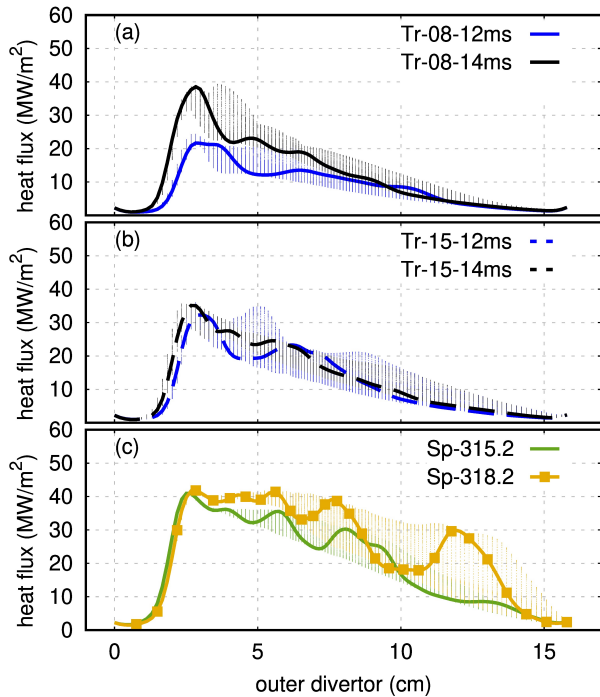 60
(a)
Tr-08-12ms
50
Tr-08-14ms
40
30
20
10
heat flux (MW/m²)
60
(b)
Tr-15-12ms
50
Tr-15-14ms
40
30
20
10
heat flux (MW/m²)
60
(c)
Sp-315.2
50
Sp-318.2
40
30
20
10
0
heat flux (MW/m²)
0 5 10 15
outer divertor (cm)